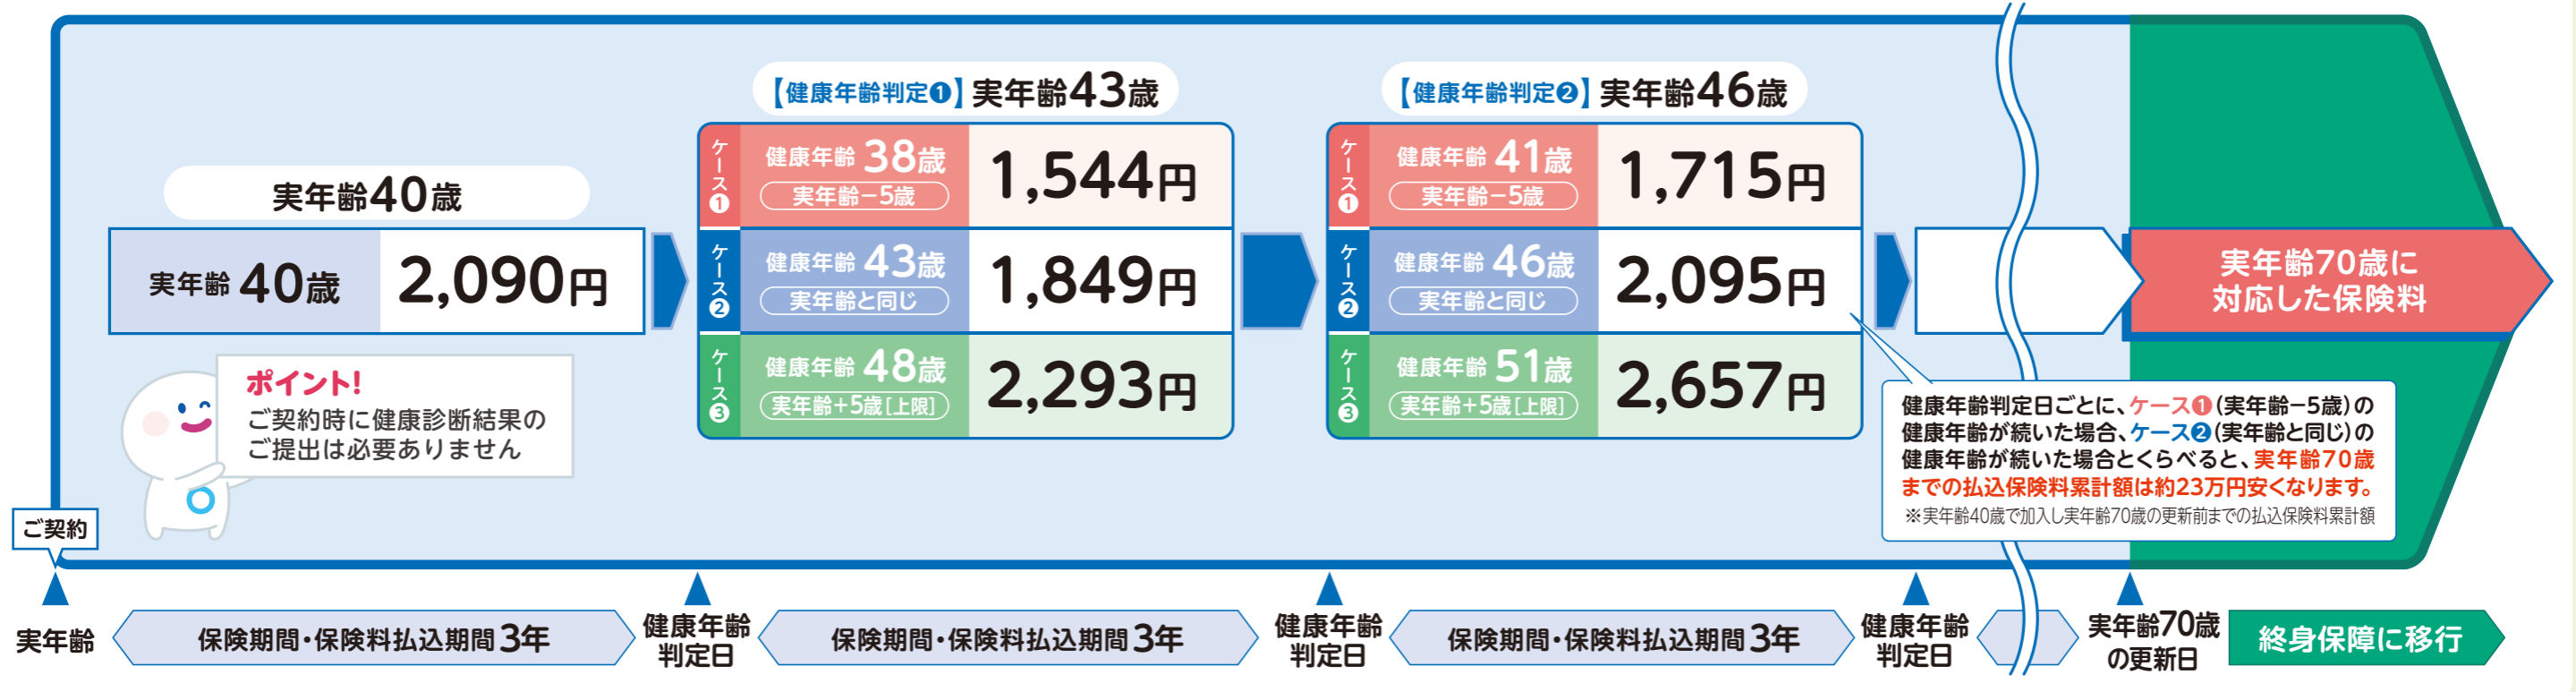 実年齢40歳
実年齢 40歳 2,090円
ポイント!
ご契約時に健康診断結果の
ご提出は必要ありません
【健康年齢判定❶】実年齢43歳
ケース❶ 健康年齢 38歳 実年齢−5歳 1,544円
ケース❷ 健康年齢 43歳 実年齢と同じ 1,849円
ケース❸ 健康年齢 48歳 実年齢+5歳[上限] 2,293円
【健康年齢判定❷】実年齢46歳
ケース❶ 健康年齢 41歳 実年齢−5歳 1,715円
ケース❷ 健康年齢 46歳 実年齢と同じ 2,095円
ケース❸ 健康年齢 51歳 実年齢+5歳[上限] 2,657円
実年齢70歳に
対応した保険料
健康年齢判定日ごとに、ケース❶(実年齢−5歳)の
健康年齢が続いた場合、ケース❷(実年齢と同じ)の
健康年齢が続いた場合とくらべると、実年齢70歳
までの払込保険料累計額は約23万円安くなります。
※実年齢40歳で加入し実年齢70歳の更新前までの払込保険料累計額
ご契約
実年齢
保険期間・保険料払込期間3年
健康年齢
判定日
保険期間・保険料払込期間3年
健康年齢
判定日
保険期間・保険料払込期間3年
健康年齢
判定日
実年齢70歳
の更新日
終身保障に移行